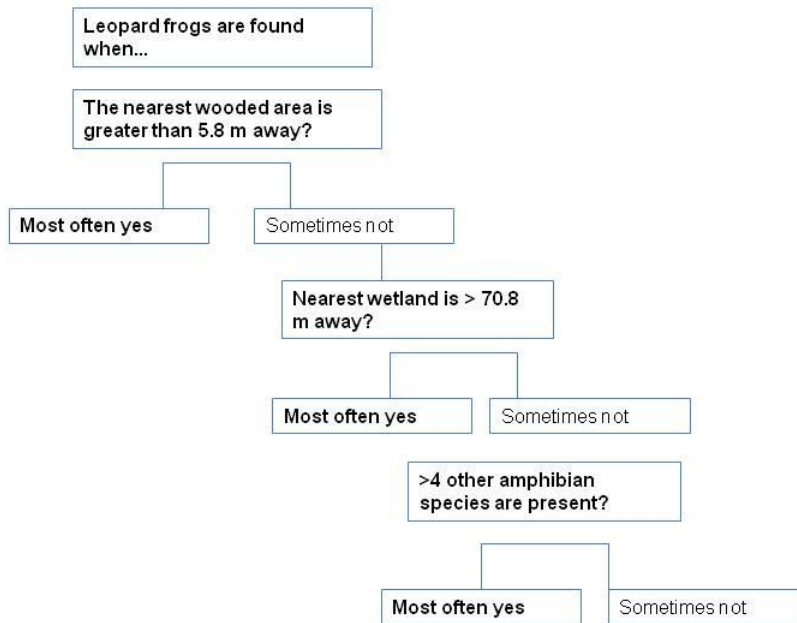 Leopard frogs are found
when...
The nearest wooded area is
greater than 5.8 m away?
Most often yes
Sometimes not
Nearest wetland is > 70.8
m away?
Most often yes
Sometimes not
>4 other amphibian
species are present?
Most often yes
Sometimes not